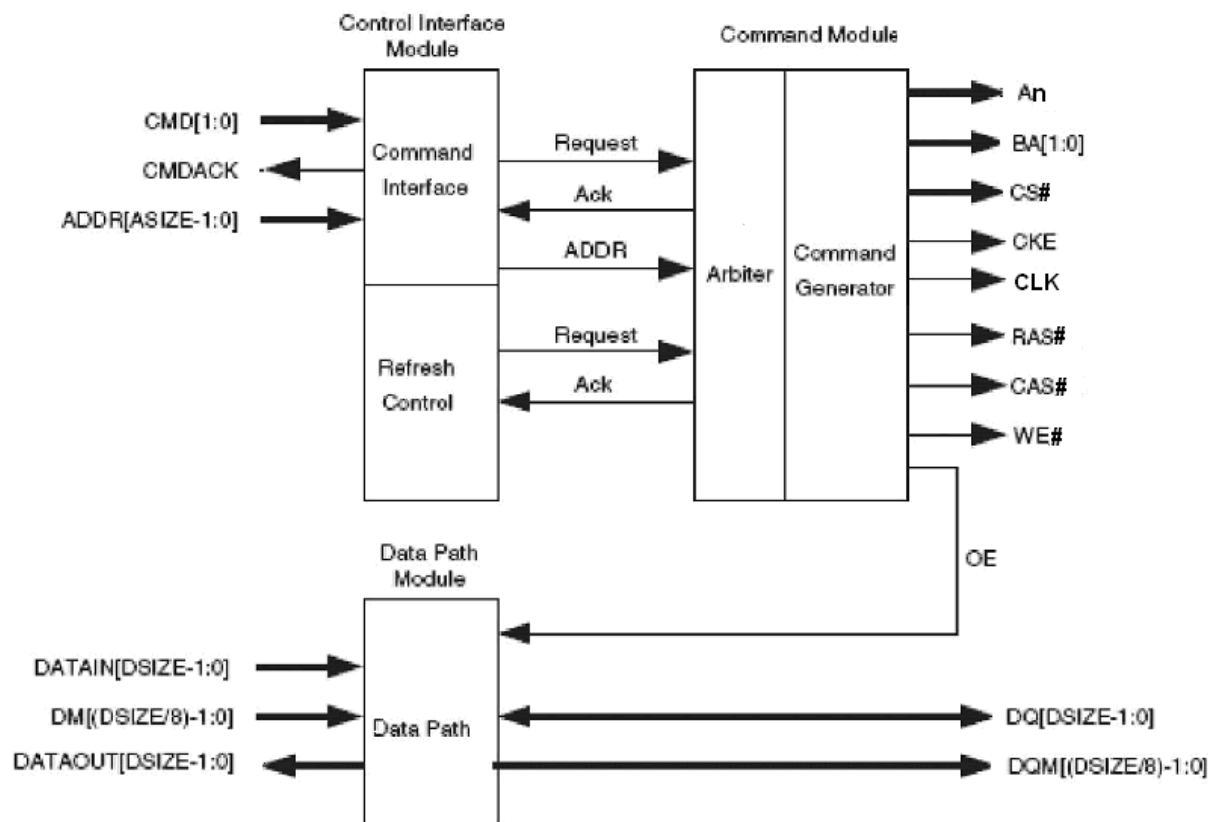 Control Interface
Module
Command Module
CMD[1:0]
CMDACK
ADDR[ASIZE-1:0]
Command
Interface
Refresh
Control
Request
Ack
ADDR
Request
Ack
Arbiter
Command
Generator
An
BA[1:0]
CS#
CKE
CLK
RAS#
CAS#
WE#
OE
Data Path
Module
DATAIN[DSIZE-1:0]
DM[(DSIZE/8)-1:0]
DATAOUT[DSIZE-1:0]
Data Path
DQ[DSIZE-1:0]
DQM[(DSIZE/8)-1:0]